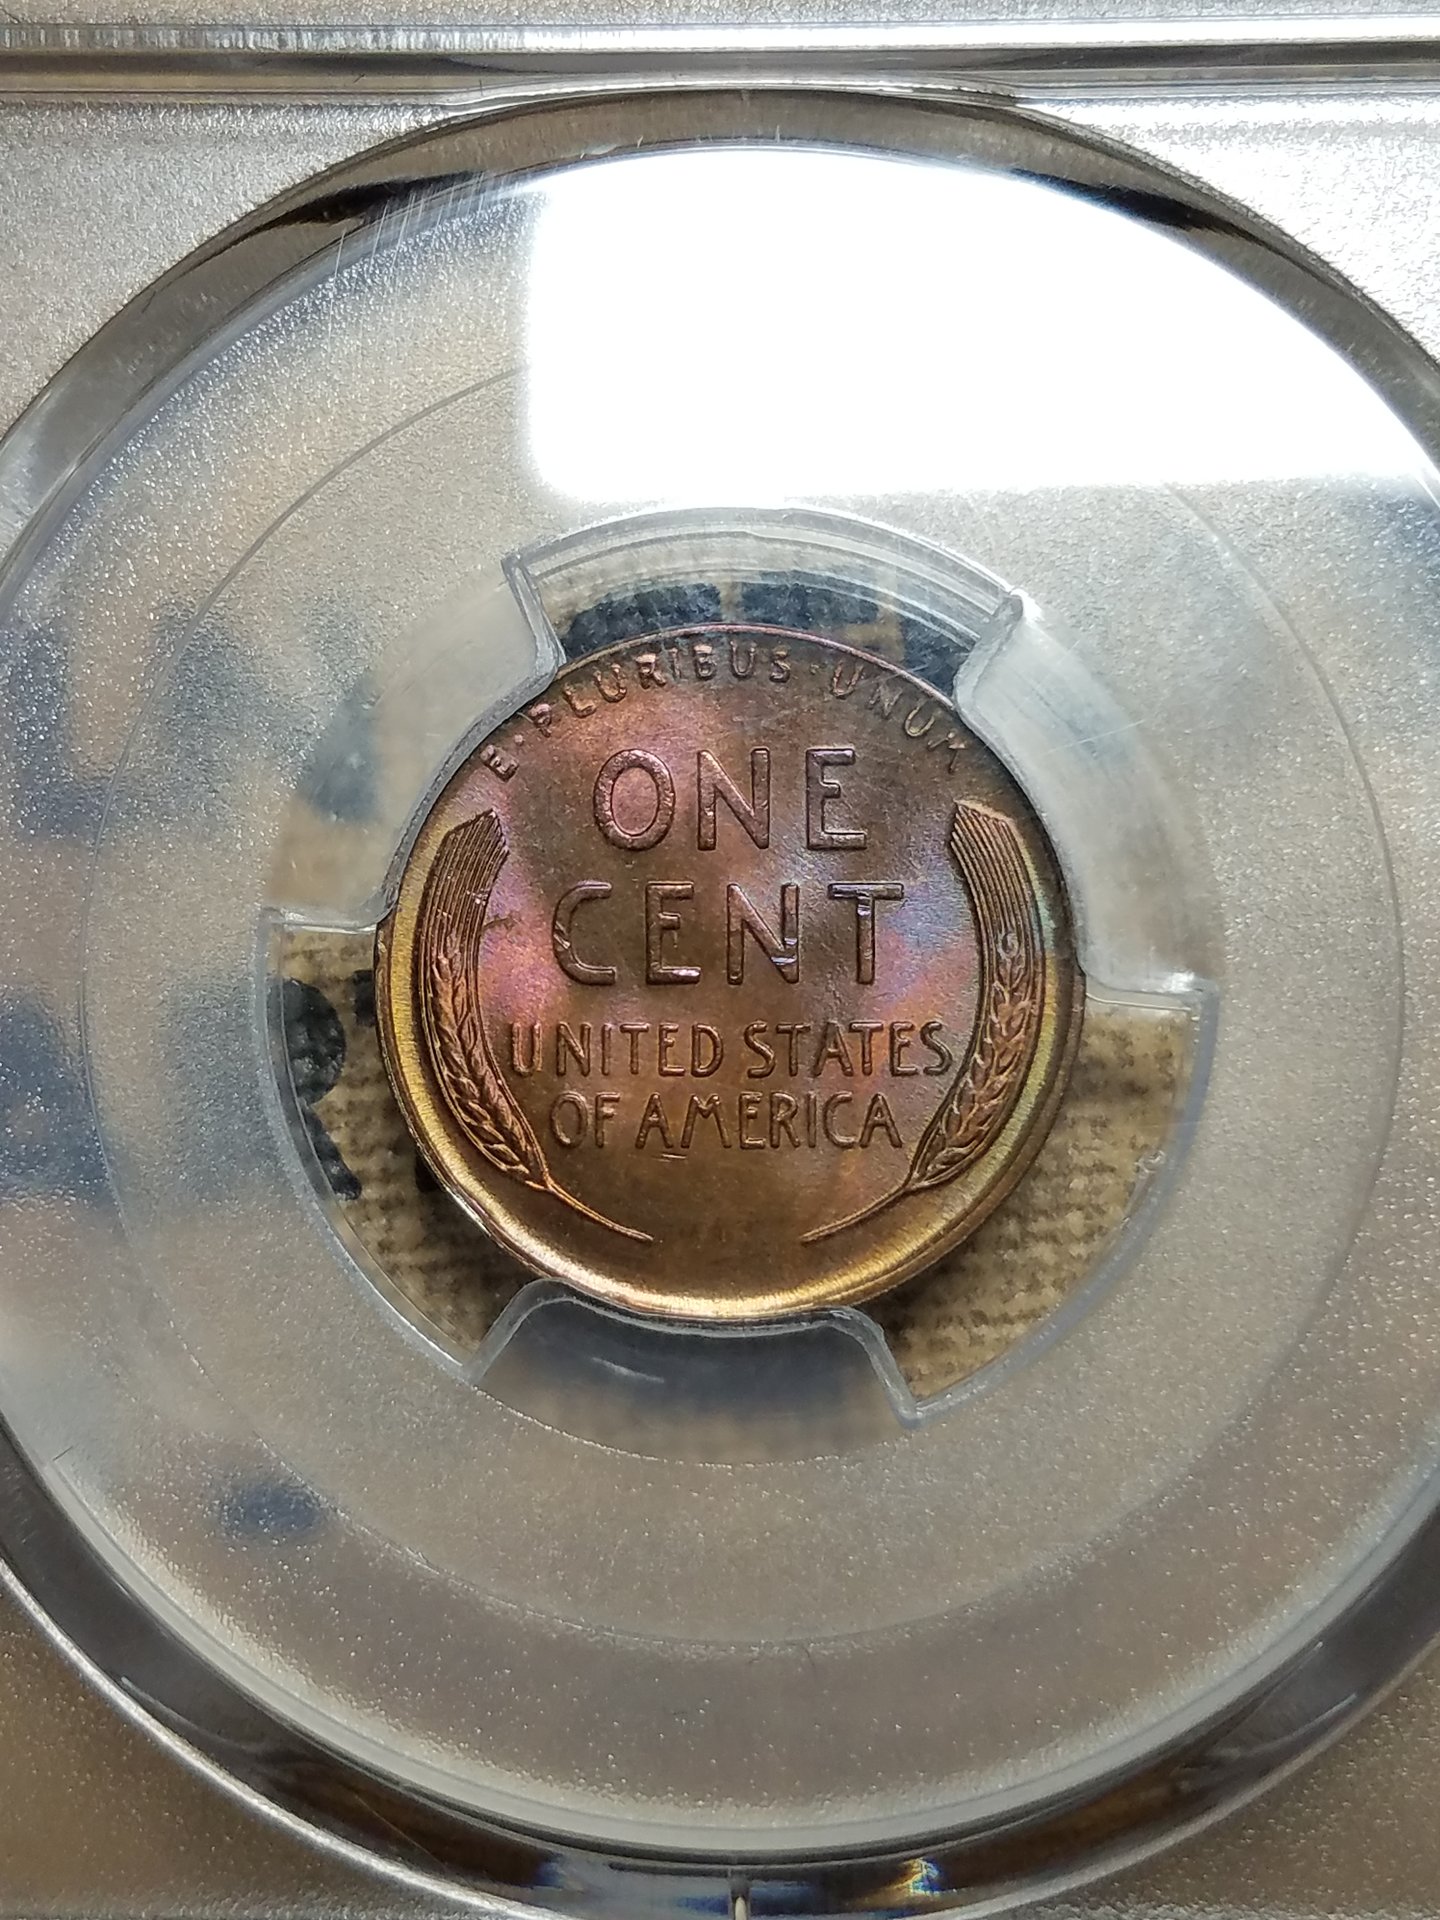 E·PLURIBUS·UNUM
ONE
CENT
UNITED STATES
OF AMERICA